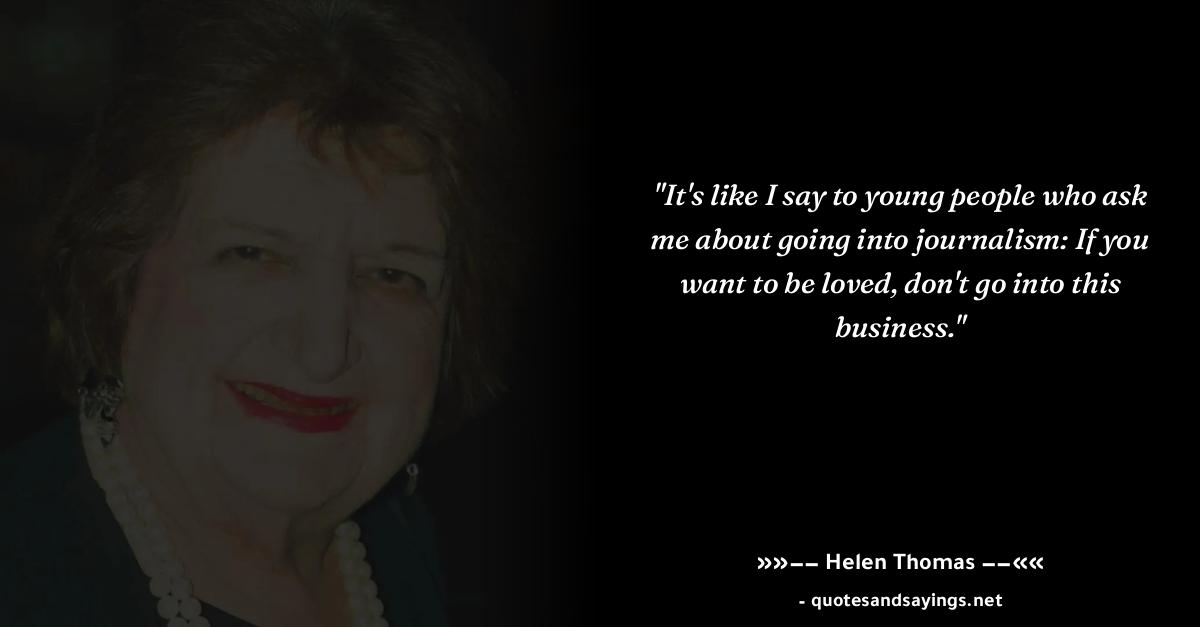 "It's like I say to young people who ask
me about going into journalism: If you
want to be loved, don't go into this
business."
»»−− Helen Thomas −−««
- quotesandsayings.net